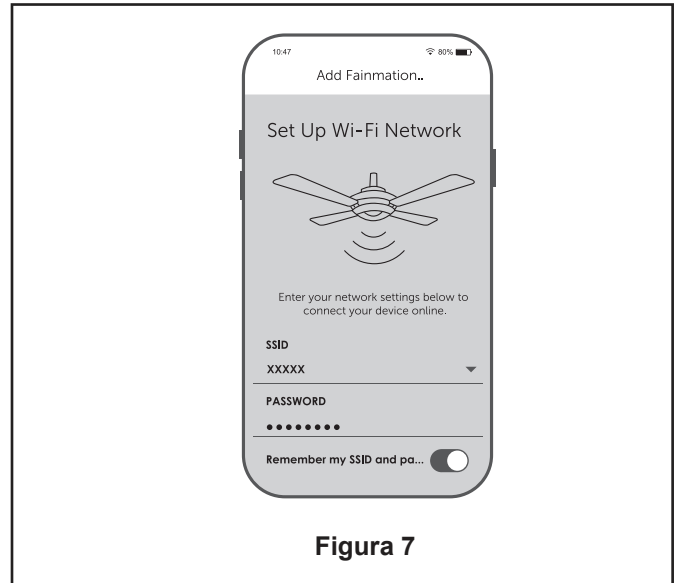 10:47 80%
Add Fainmation..
Set Up Wi-Fi Network
Enter your network settings below to
connect your device online.
SSID
XXXXX
PASSWORD
••••••••
Remember my SSID and pa...
Figura 7